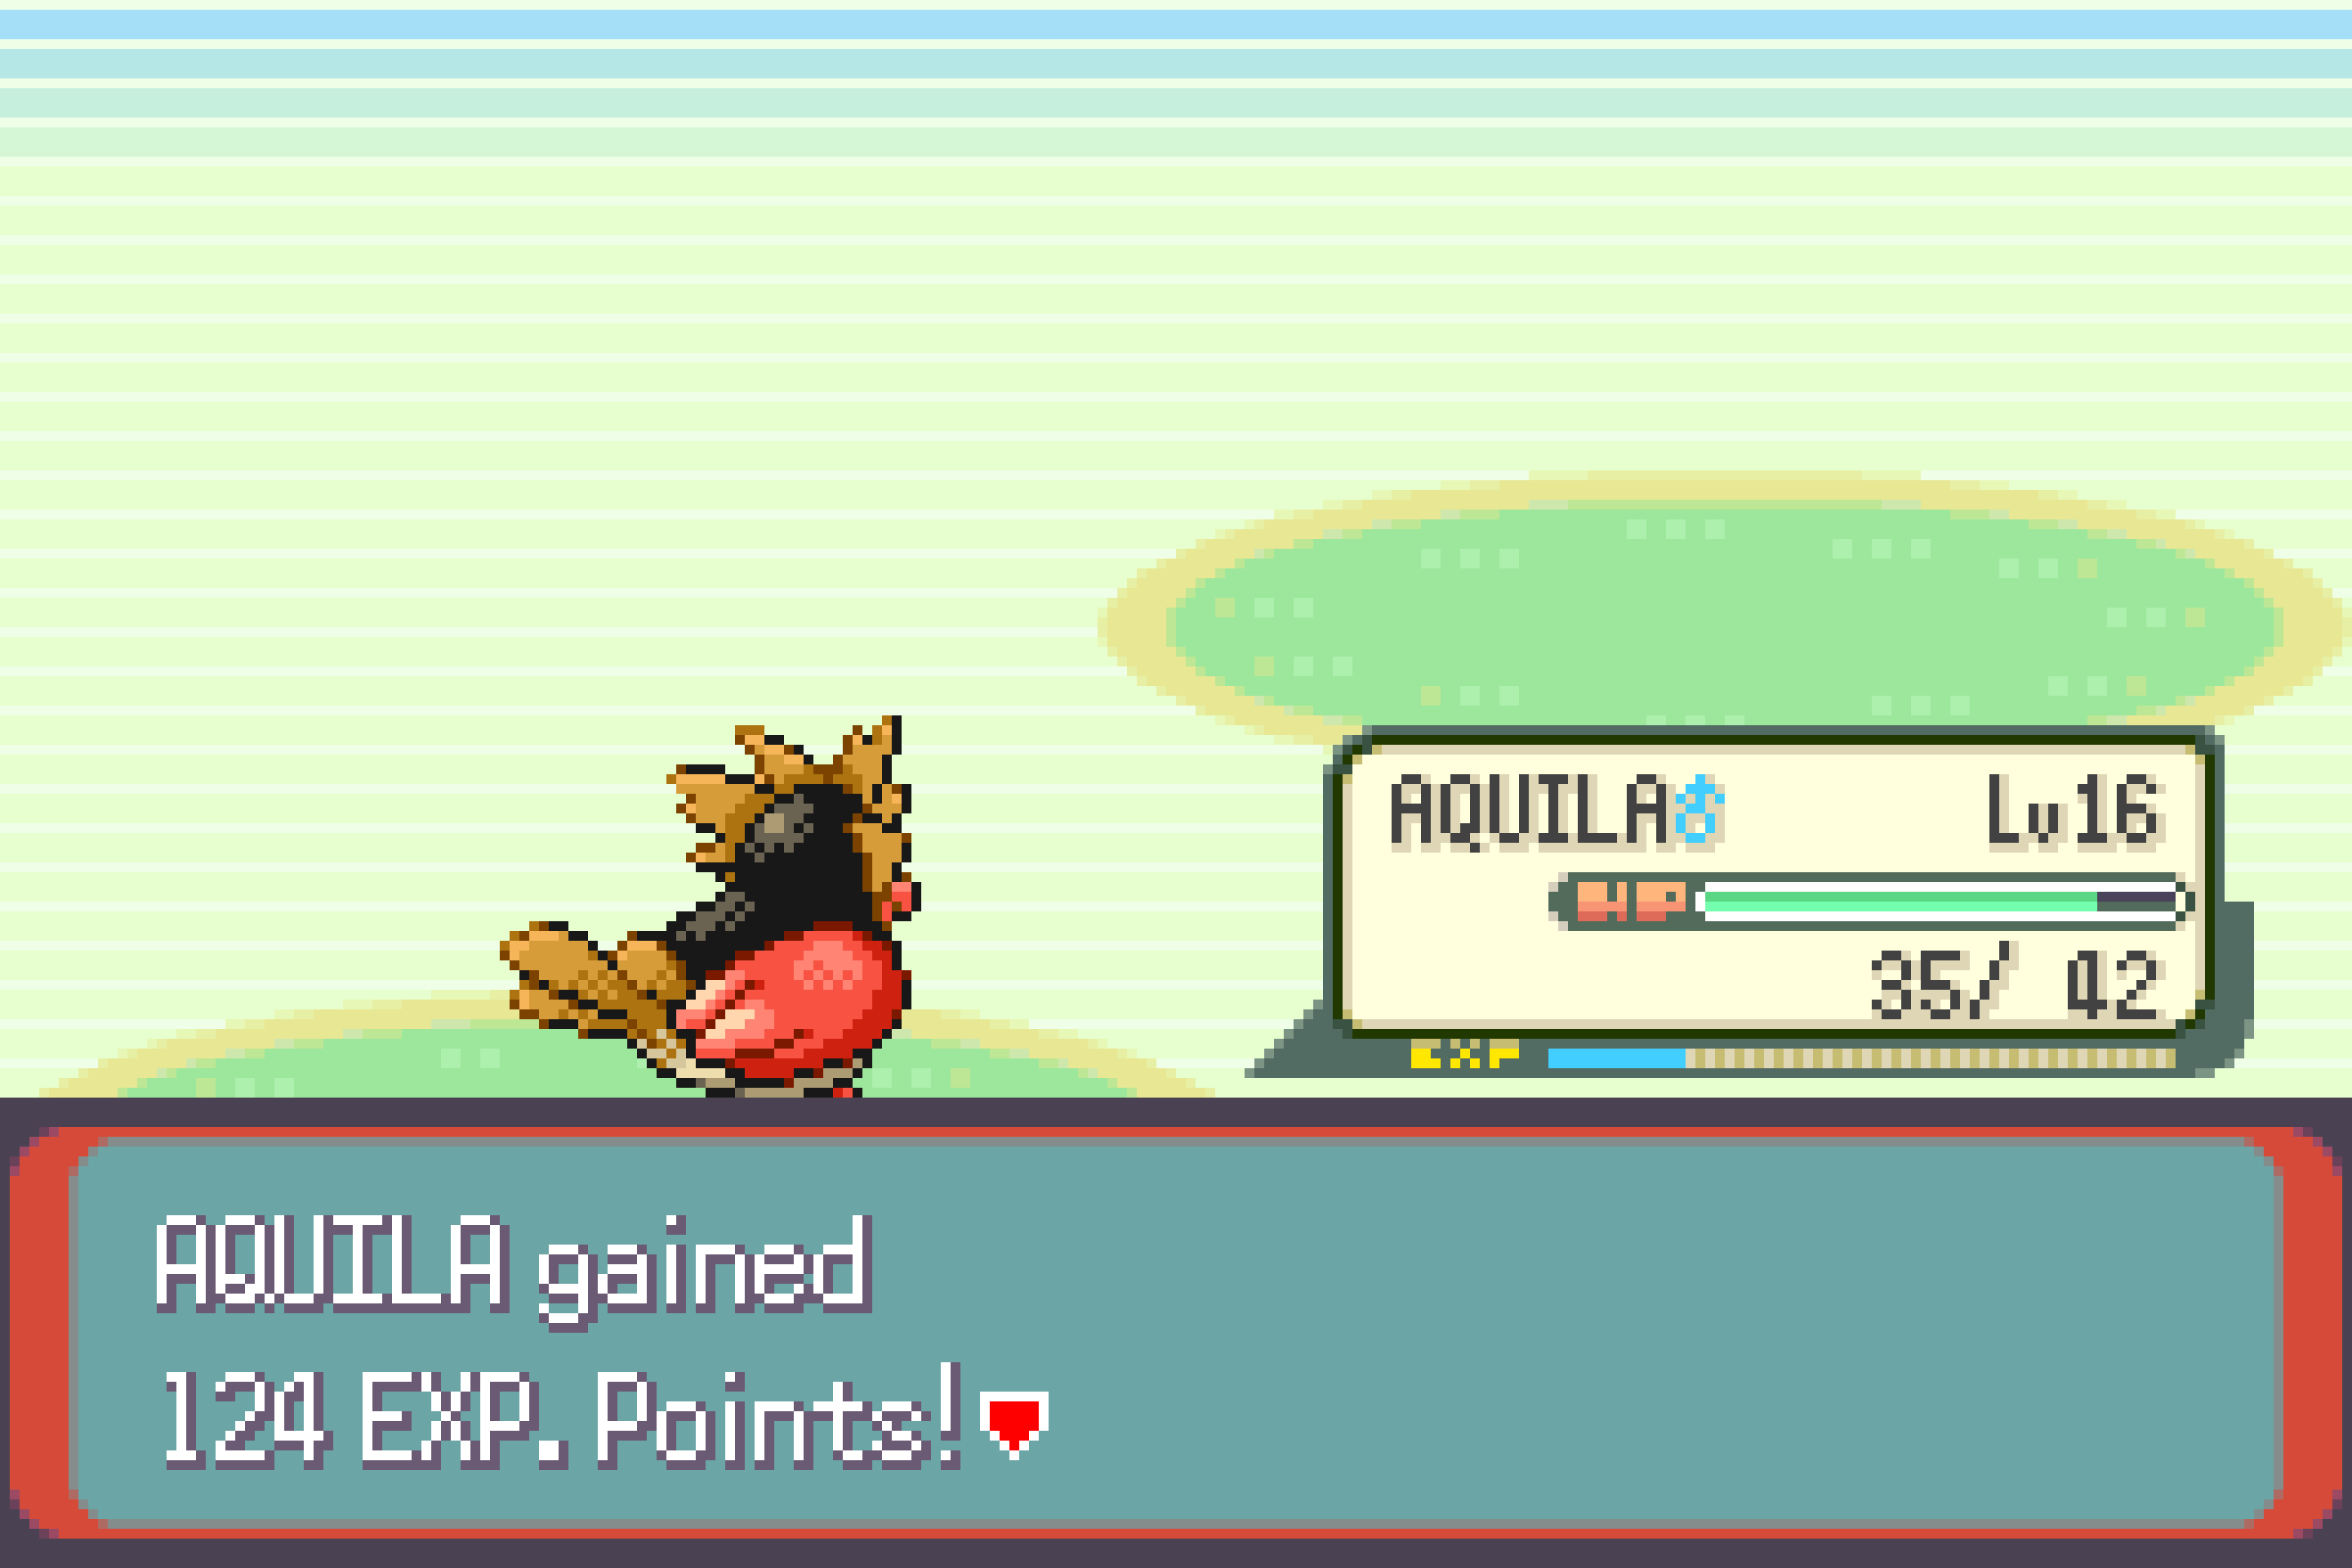 AQUILA♂ Lv16
HP
35/ 42
EXP
AQUILA gained
124 EXP. Points!